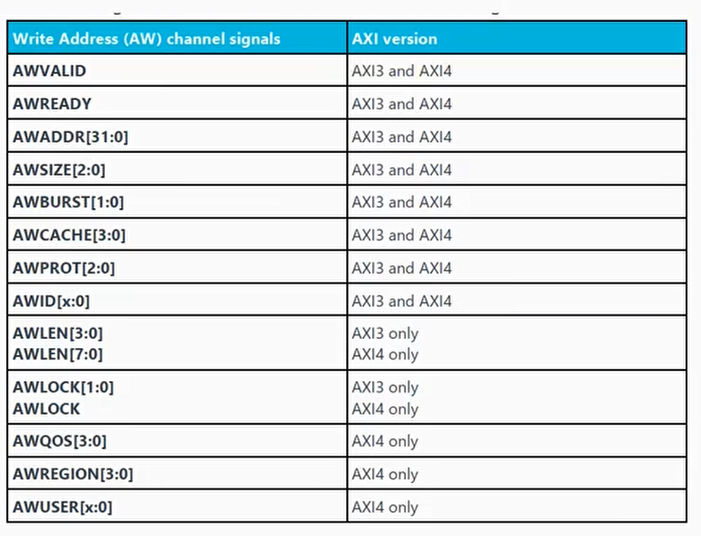 Write Address (AW) channel signals AXI version
AWVALID AXI3 and AXI4
AWREADY AXI3 and AXI4
AWADDR[31:0] AXI3 and AXI4
AWSIZE[2:0] AXI3 and AXI4
AWBURST[1:0] AXI3 and AXI4
AWCACHE[3:0] AXI3 and AXI4
AWPROT[2:0] AXI3 and AXI4
AWID[x:0] AXI3 and AXI4
AWLEN[3:0] AXI3 only
AWLEN[7:0] AXI4 only
AWLOCK[1:0] AXI3 only
AWLOCK AXI4 only
AWQOS[3:0] AXI4 only
AWREGION[3:0] AXI4 only
AWUSER[x:0] AXI4 only